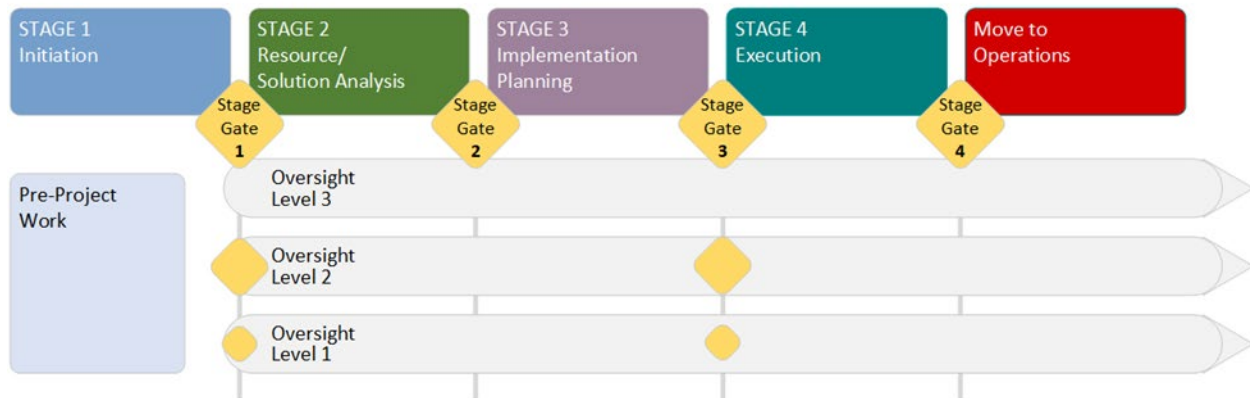 STAGE 1
Initiation
STAGE 2
Resource/
Solution Analysis
STAGE 3
Implementation
Planning
STAGE 4
Execution
Move to
Operations
Stage
Gate
1
Stage
Gate
2
Stage
Gate
3
Stage
Gate
4
Pre-Project
Work
Oversight
Level 3
Oversight
Level 2
Oversight
Level 1